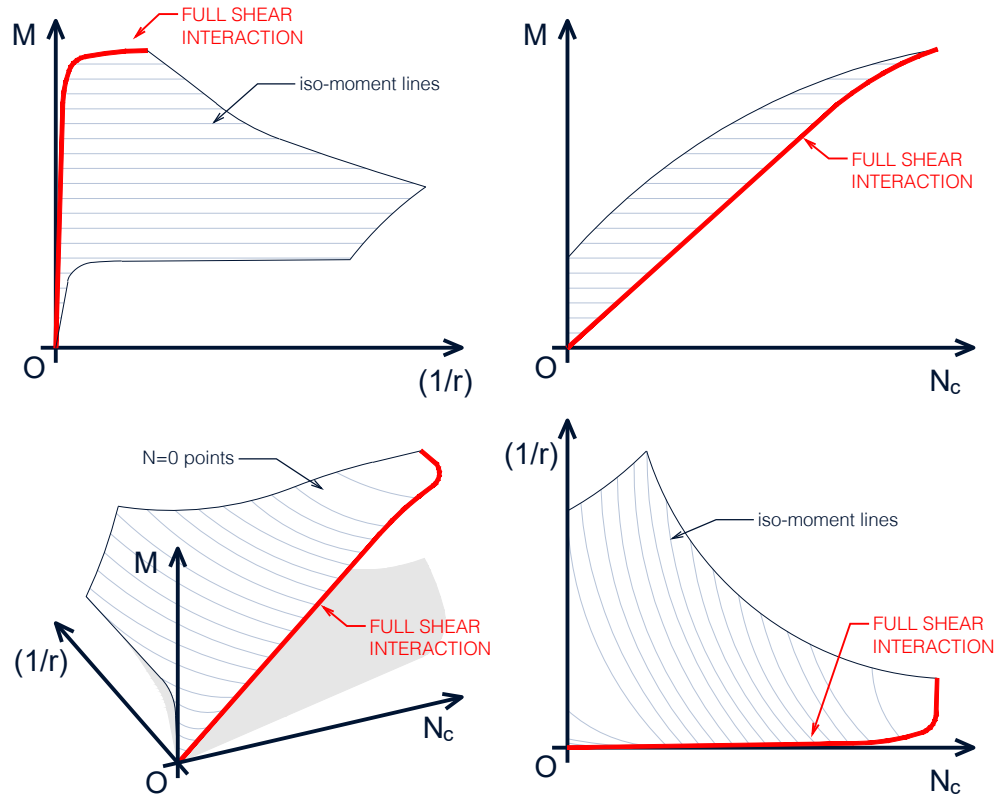 M
FULL SHEAR
INTERACTION
iso-moment lines
O
(1/r)
M
FULL SHEAR
INTERACTION
O
Nc
N=0 points
M
(1/r)
FULL SHEAR
INTERACTION
Nc
O
(1/r)
iso-moment lines
FULL SHEAR
INTERACTION
O
Nc